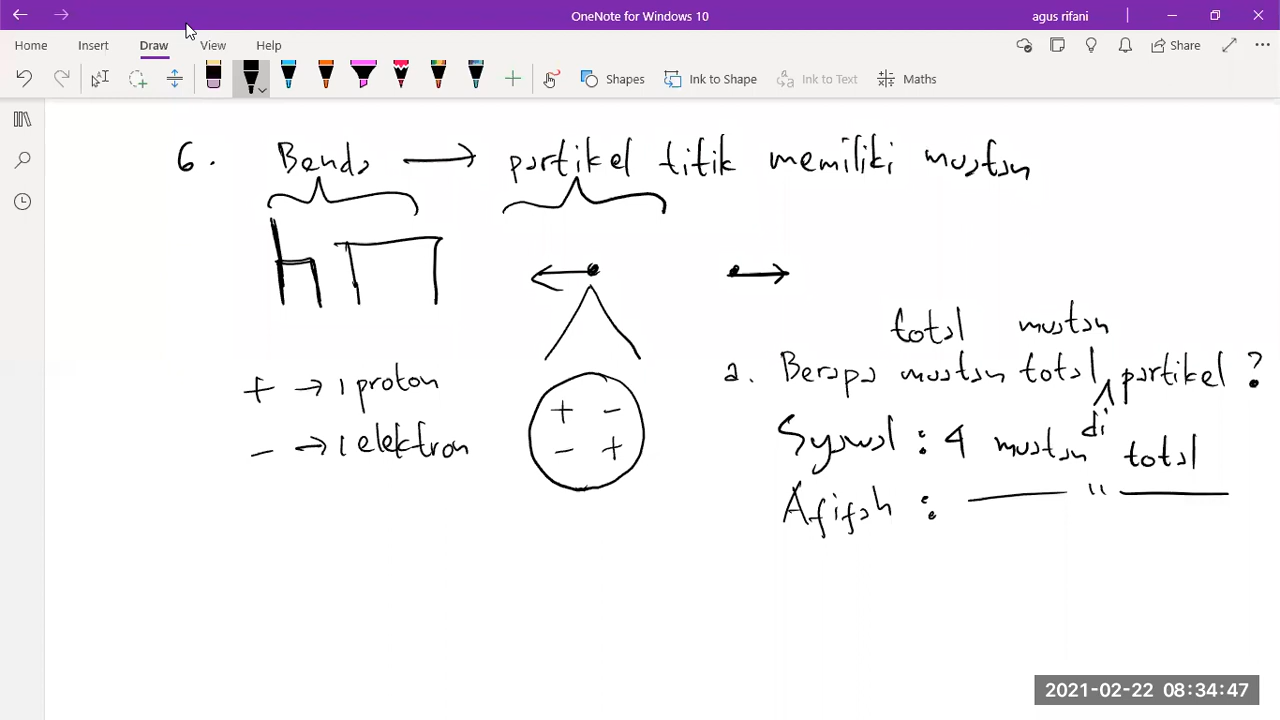 OneNote for Windows 10
agus rifani
Home Insert Draw View Help
Share
Shapes Ink to Shape Ink to Text Maths
6. Benda → partikel titik memiliki muatan
total muatan
a. Berapa muatan total partikel ?
di
+ → 1 proton
- → 1 elektron
+ -
- +
Syawal : 4 muatan total
Afifah : — " —
2021-02-22 08:34:47